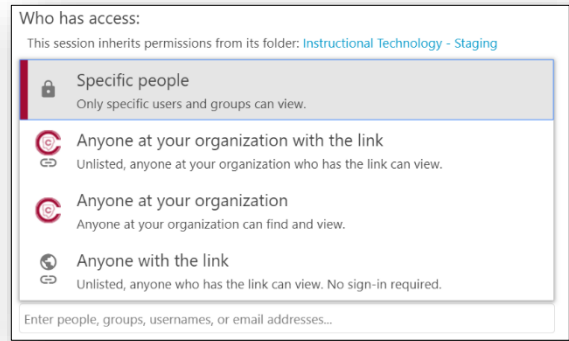 Who has access:
This session inherits permissions from its folder: Instructional Technology - Staging
Specific people
Only specific users and groups can view.
Anyone at your organization with the link
Unlisted, anyone at your organization who has the link can view.
Anyone at your organization
Anyone at your organization can find and view.
Anyone with the link
Unlisted, anyone who has the link can view. No sign-in required.
Enter people, groups, usernames, or email addresses...